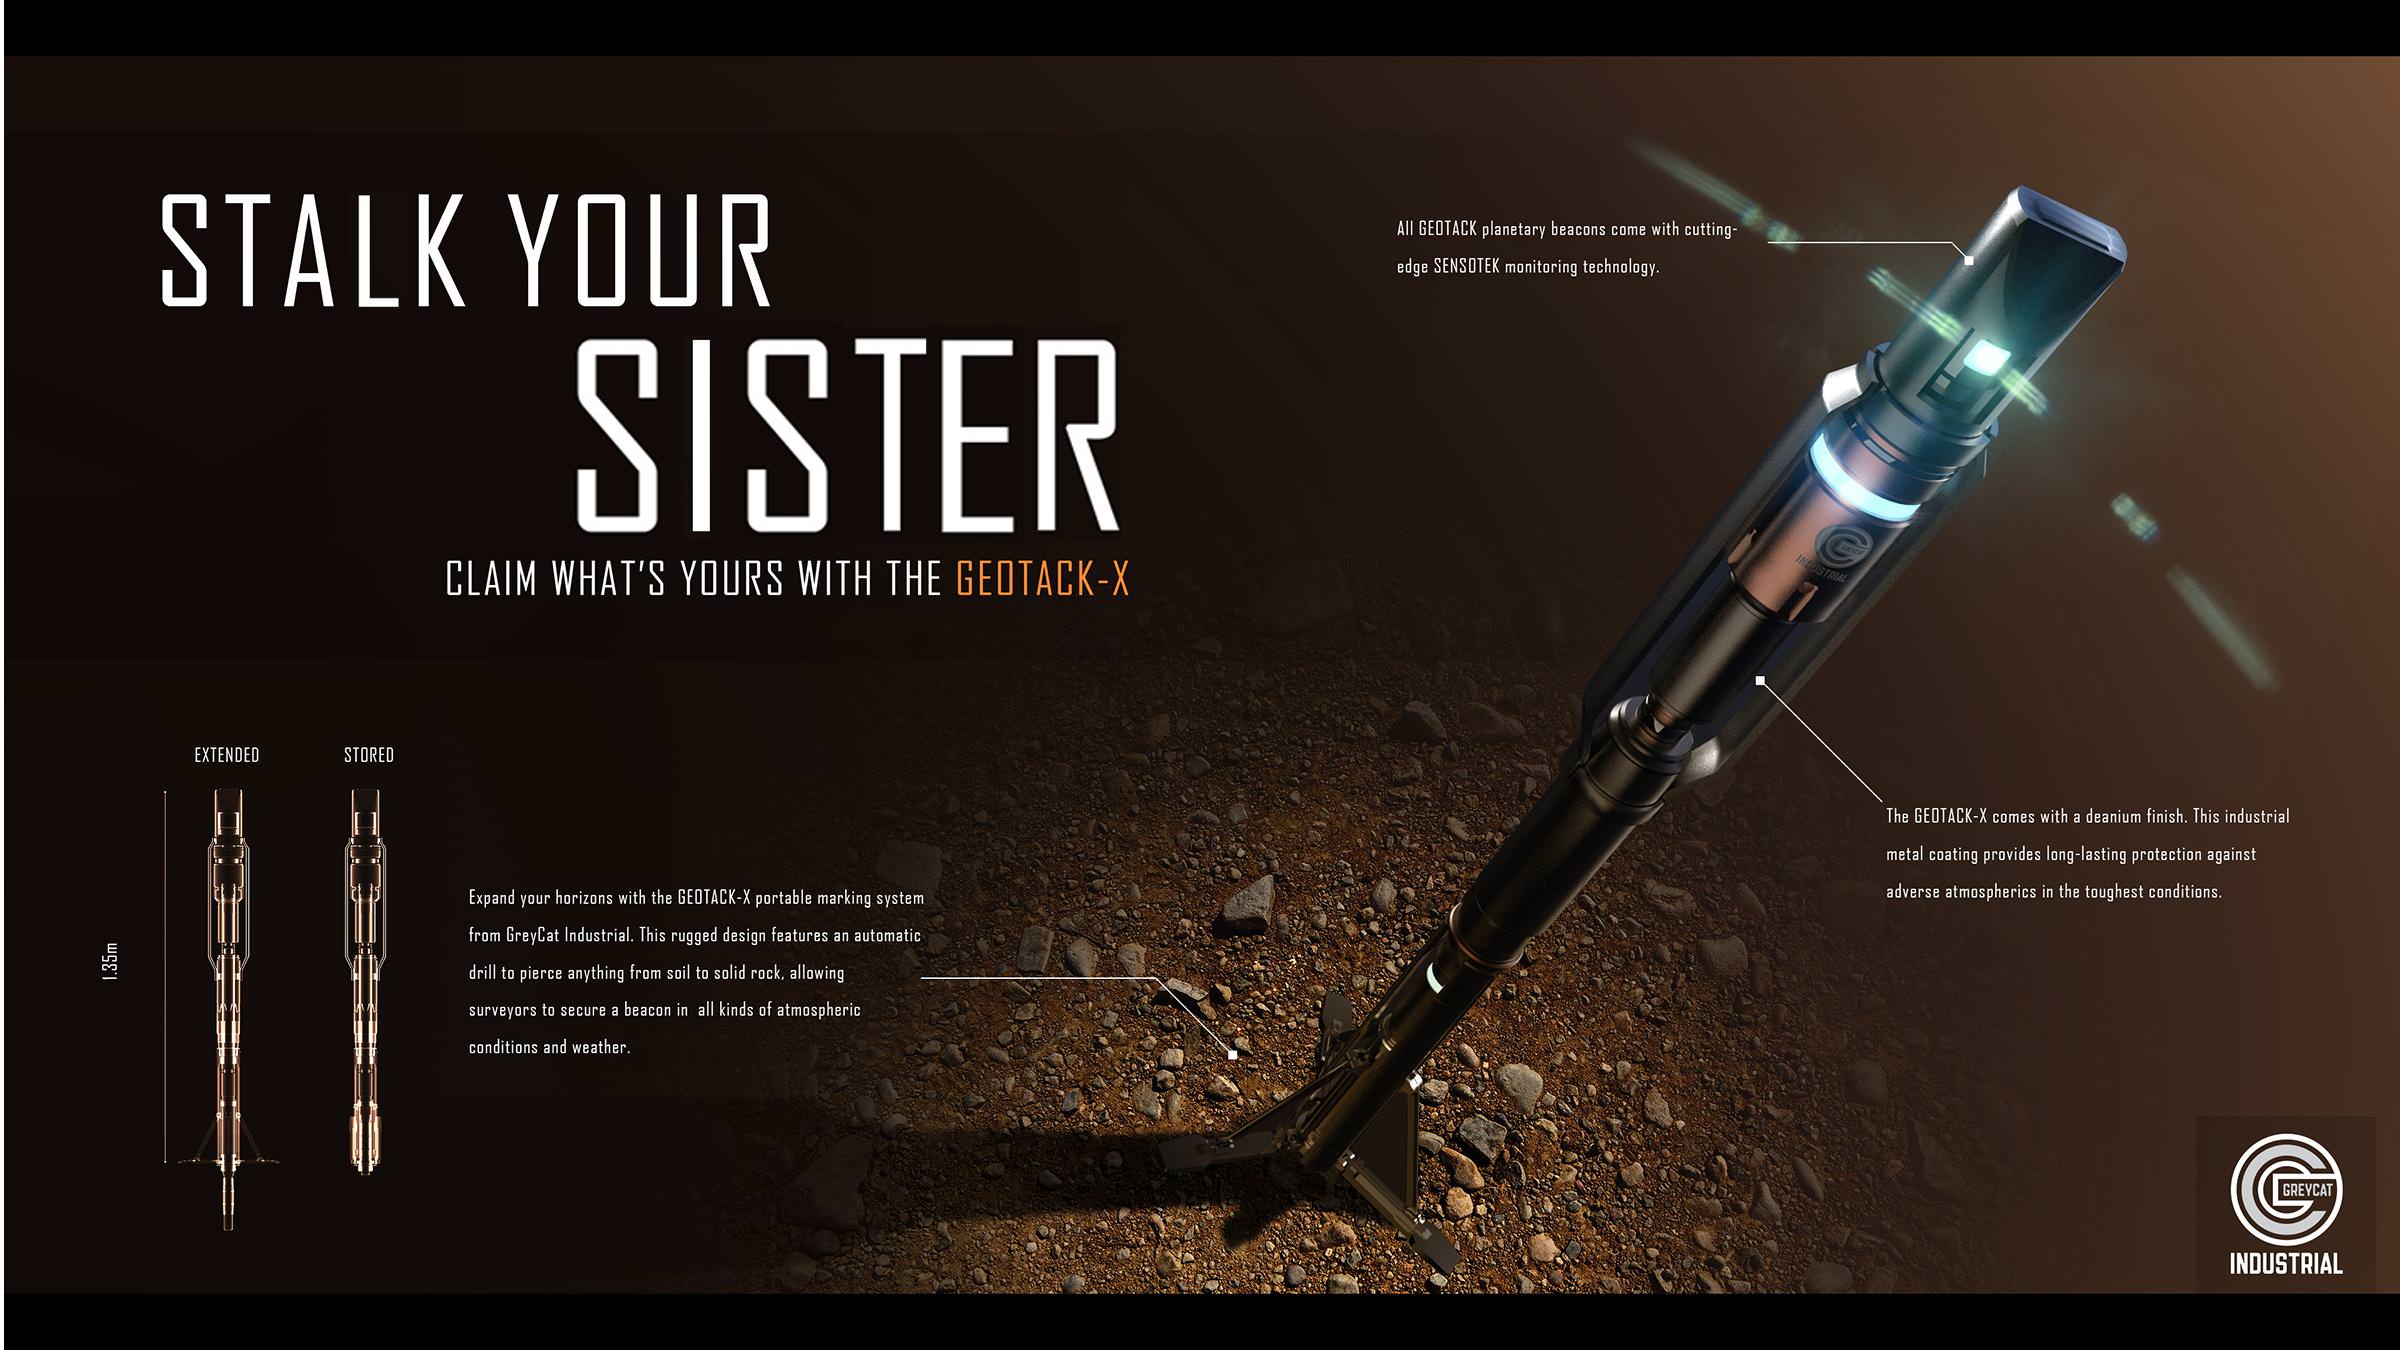 STALK YOUR
SISTER
CLAIM WHAT'S YOURS WITH THE GEOTACK-X
All GEOTACK planetary beacons come with cutting-
edge SENSOTEK monitoring technology.
GREYCAT
INDUSTRIAL
EXTENDED
STORED
1.35m
Expand your horizons with the GEOTACK-X portable marking system
from GreyCat Industrial. This rugged design features an automatic
drill to pierce anything from soil to solid rock, allowing
surveyors to secure a beacon in  all kinds of atmospheric
conditions and weather.
The GEOTACK-X comes with a deanium finish. This industrial
metal coating provides long-lasting protection against
adverse atmospherics in the toughest conditions.
GREYCAT
INDUSTRIAL